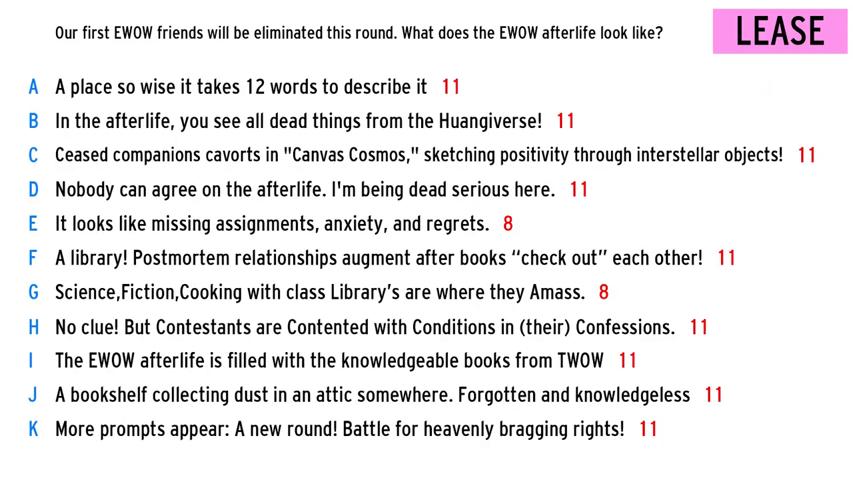 Our first EWOW friends will be eliminated this round. What does the EWOW afterlife look like?
LEASE
A A place so wise it takes 12 words to describe it 11
B In the afterlife, you see all dead things from the Huangiverse! 11
C Ceased companions cavorts in "Canvas Cosmos," sketching positivity through interstellar objects! 11
D Nobody can agree on the afterlife. I'm being dead serious here. 11
E It looks like missing assignments, anxiety, and regrets. 8
F A library! Postmortem relationships augment after books “check out” each other! 11
G Science,Fiction,Cooking with class Library’s are where they Amass. 8
H No clue! But Contestants are Contented with Conditions in (their) Confessions. 11
I The EWOW afterlife is filled with the knowledgeable books from TWOW 11
J A bookshelf collecting dust in an attic somewhere. Forgotten and knowledgeless 11
K More prompts appear: A new round! Battle for heavenly bragging rights! 11